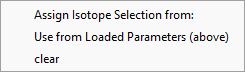 Assign Isotope Selection from:
Use from Loaded Parameters (above)
clear